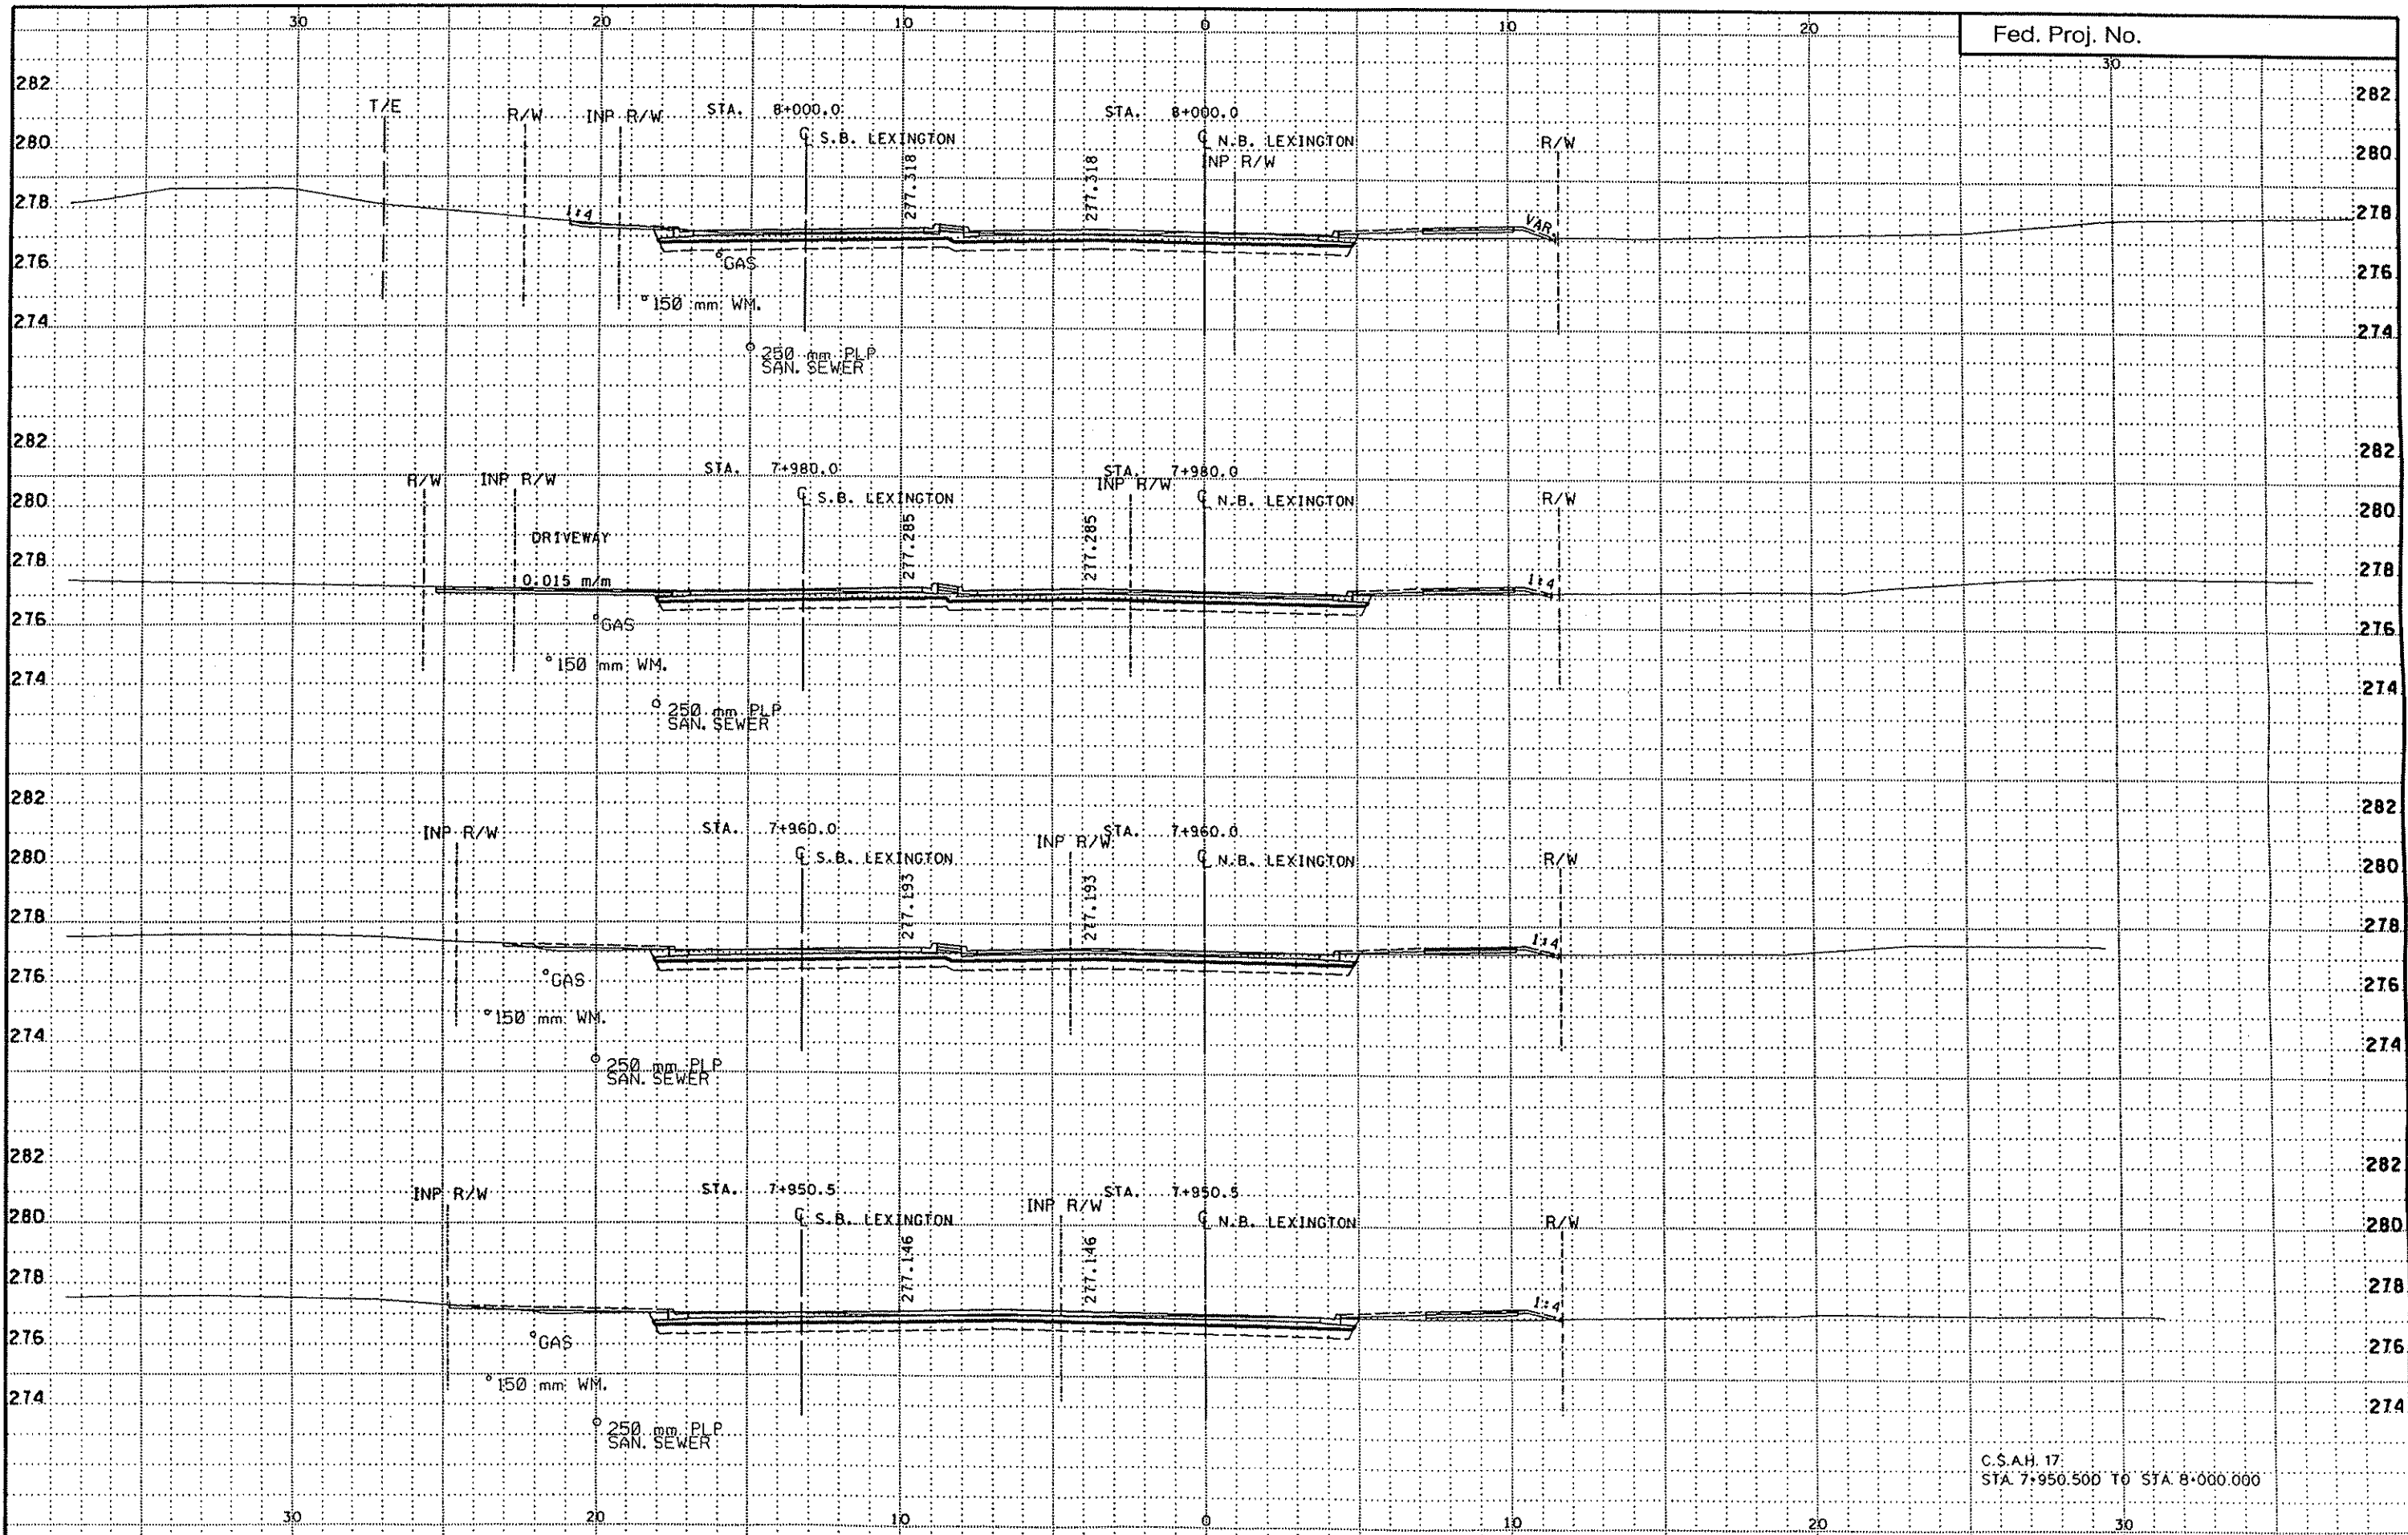 30 20 10 0 10 20 30
Fed. Proj. No.
282 282
T/E R/W INP R/W STA. 8+000.0 STA. 8+000.0
280 ℄ S.B. LEXINGTON ℄ N.B. LEXINGTON R/W 280
INP R/W
277.318 277.318
278 1:4 VAR. 278
276 GAS 276
150 mm WM.
274 274
250 mm PLP
SAN. SEWER
282 282
R/W INP R/W STA. 7+980.0 STA. 7+980.0
INP R/W
280 ℄ S.B. LEXINGTON ℄ N.B. LEXINGTON R/W 280
DRIVEWAY 277.285 277.285
278 0.015 m/m 1:4 278
276 GAS 276
150 mm WM.
274 274
250 mm PLP
SAN. SEWER
282 282
INP R/W STA. 7+960.0 INP R/W STA. 7+960.0
280 ℄ S.B. LEXINGTON ℄ N.B. LEXINGTON R/W 280
277.193 277.193
278 1:4 278
276 GAS 276
150 mm WM.
274 274
250 mm PLP
SAN. SEWER
282 282
INP R/W STA. 7+950.5 INP R/W STA. 7+950.5
280 ℄ S.B. LEXINGTON ℄ N.B. LEXINGTON R/W 280
277.146 277.146
278 1:4 278
276 GAS 276
150 mm WM.
274 274
250 mm PLP
SAN. SEWER
C.S.A.H. 17
STA. 7+950.500 TO STA. 8+000.000
30 20 10 0 10 20 30